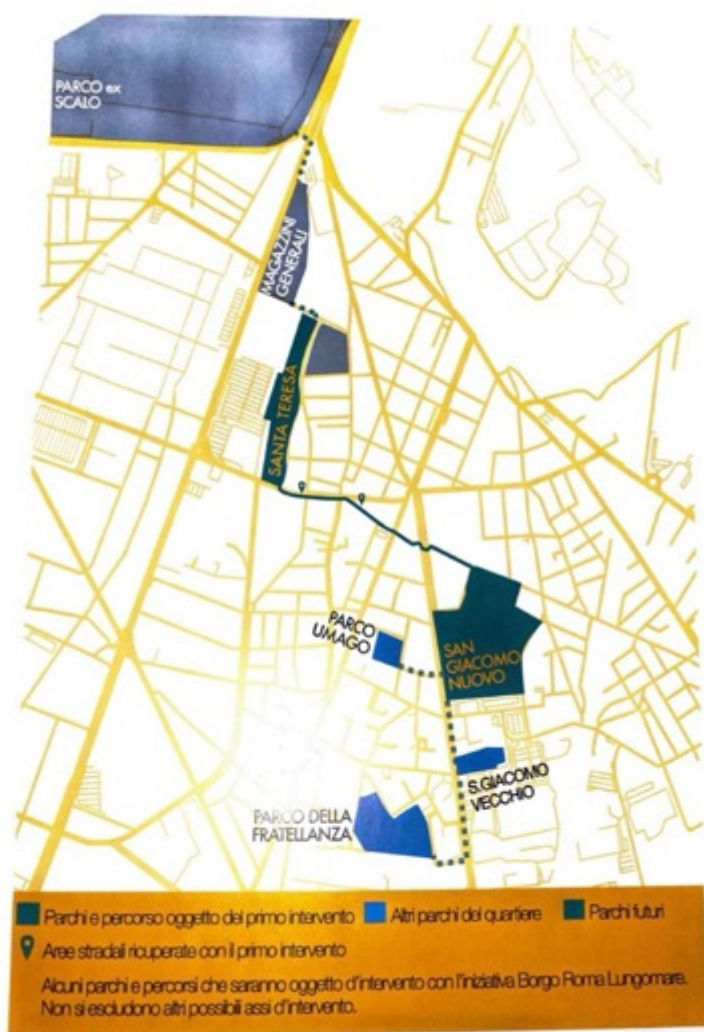 PARCO ex
SCALO
MAGAZZINI
GENERALI
SANTA TERESA
PARCO
UMAGO
SAN
GIACOMO
NUOVO
S.GIACOMO
VECCHIO
PARCO DELLA
FRATELLANZA
Parchi e percorso oggetto del primo intervento
Altri parchi del quartiere
Parchi futuri
Aree stradali ricuperate con il primo intervento
Alcuni parchi e percorsi che saranno oggetto d'intervento con l'iniziativa Borgo Roma Lungomare.
Non si escludono altri possibili assi d'intervento.